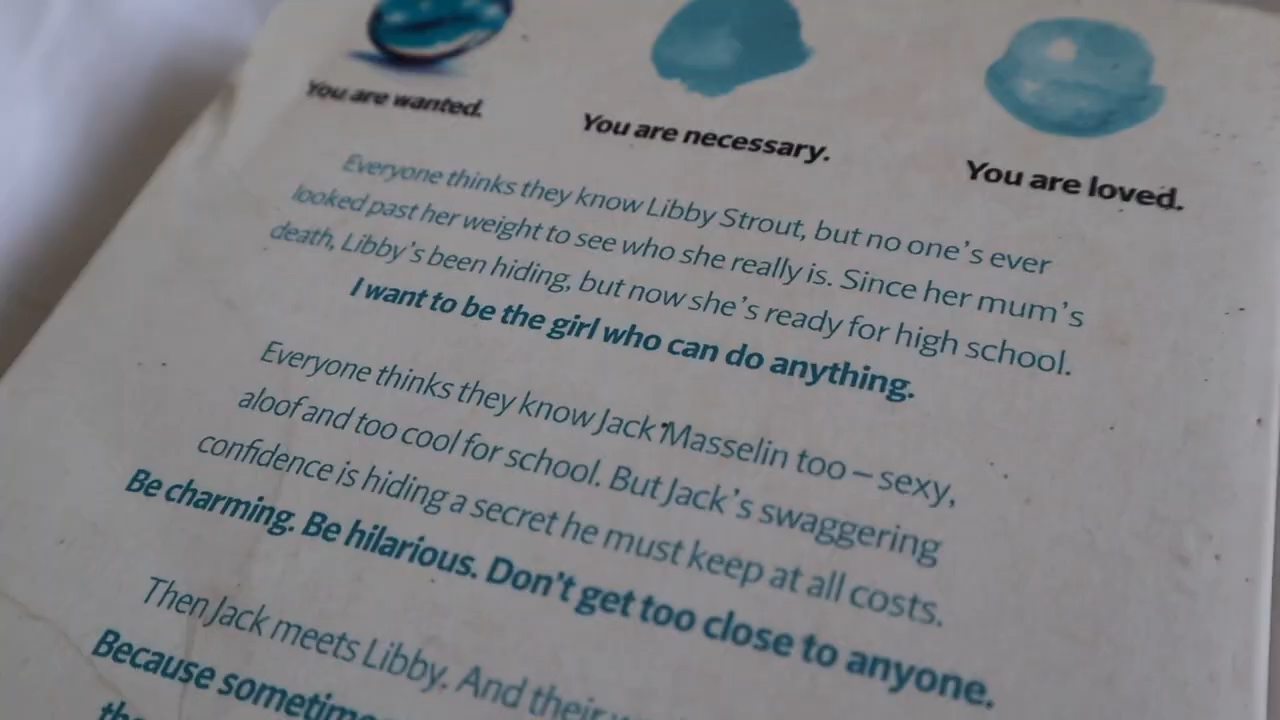 You are wanted.
You are necessary.
You are loved.
Everyone thinks they know Libby Strout, but no one's ever
looked past her weight to see who she really is. Since her mum's
death, Libby's been hiding, but now she's ready for high school.
I want to be the girl who can do anything.
Everyone thinks they know Jack Masselin too – sexy,
aloof and too cool for school. But Jack's swaggering
confidence is hiding a secret he must keep at all costs.
Be charming. Be hilarious. Don't get too close to anyone.
Then Jack meets Libby. And their
Because